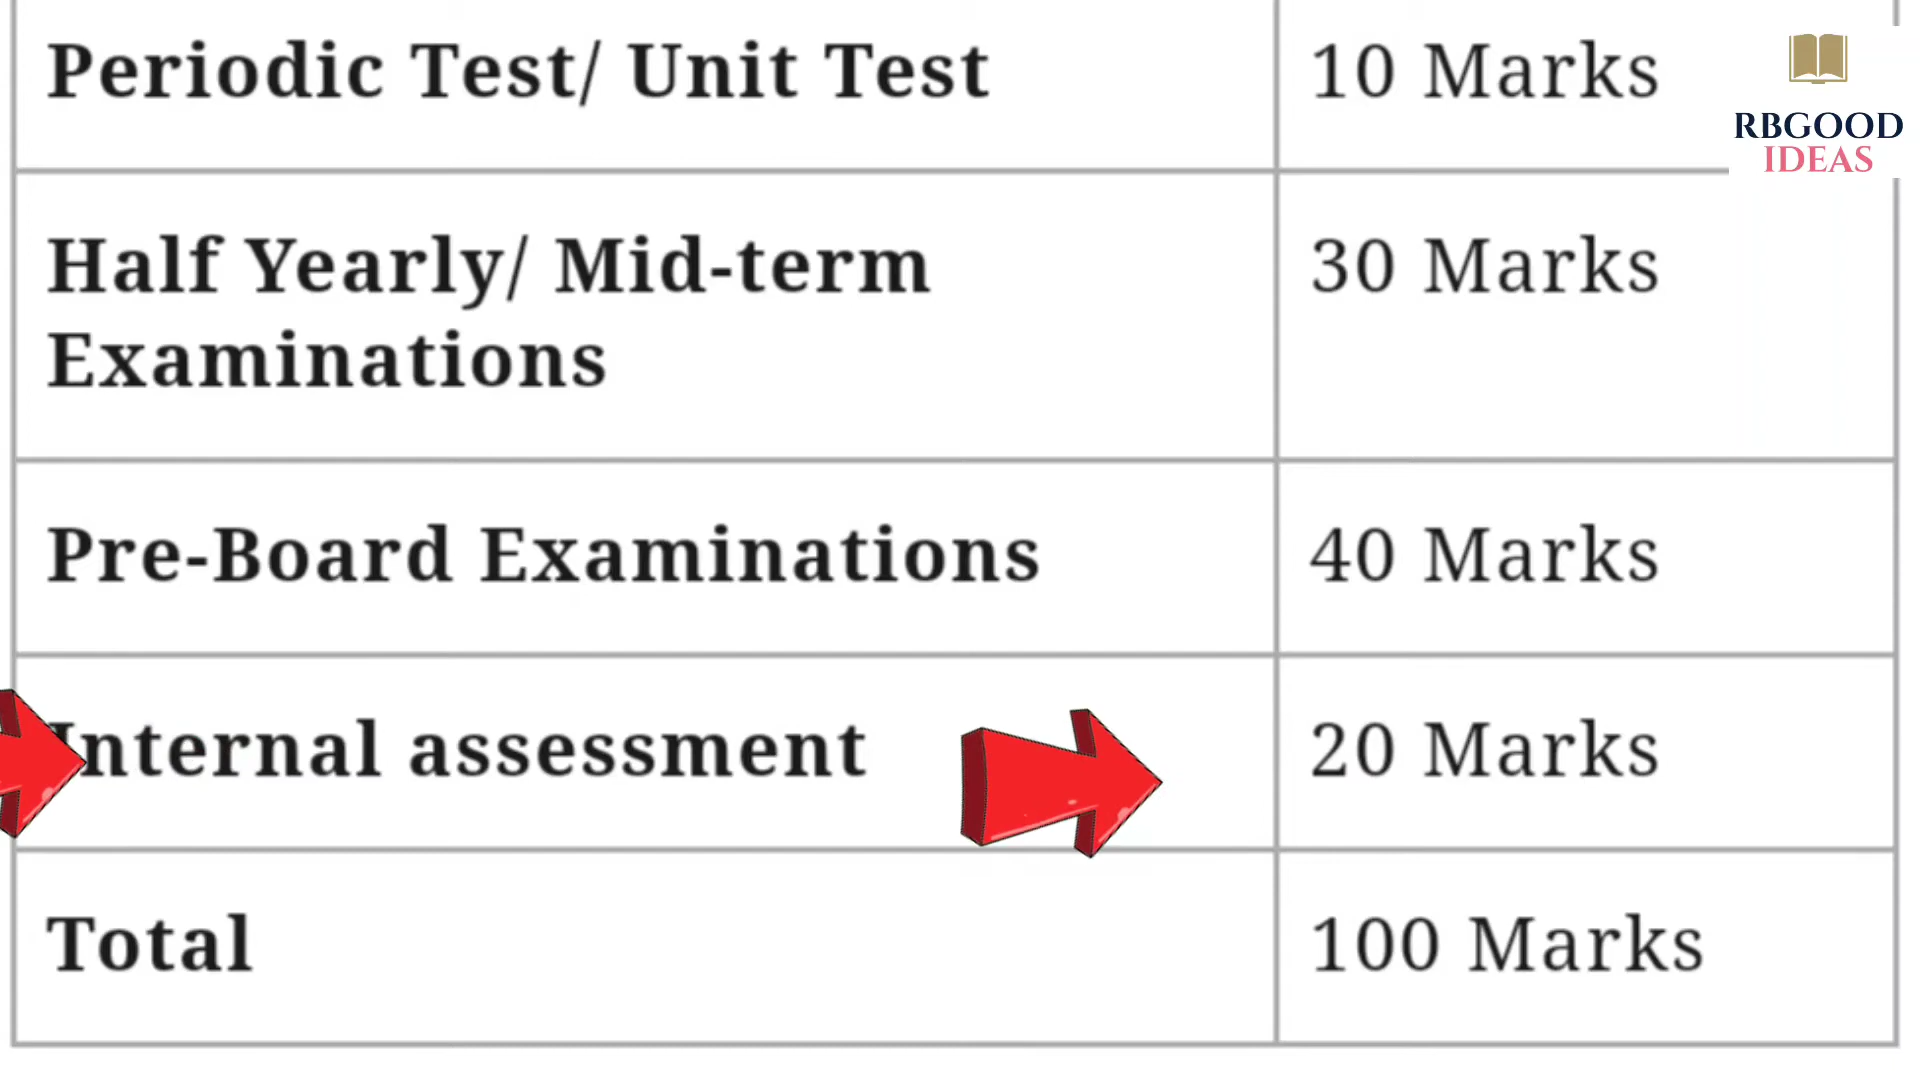 Periodic Test/ Unit Test 10 Marks
RBGOOD
IDEAS
Half Yearly/ Mid-term 30 Marks
Examinations
Pre-Board Examinations 40 Marks
Internal assessment 20 Marks
Total 100 Marks